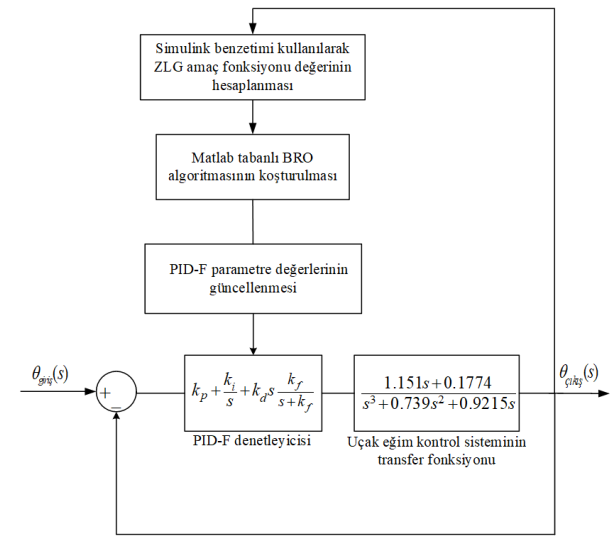 Simulink benzetimi kullanılarak
ZLG amaç fonksiyonu değerinin
hesaplanması
Matlab tabanlı BRO
algoritmasının koşturulması
PID-F parametre değerlerinin
güncellenmesi
θgiriş(s)
+
−
kp + ki/s + kd s kf/(s+kf)
1.151s+0.1774
s³+0.739s²+0.9215s
θçıkış(s)
PID-F denetleyicisi
Uçak eğim kontrol sisteminin
transfer fonksiyonu